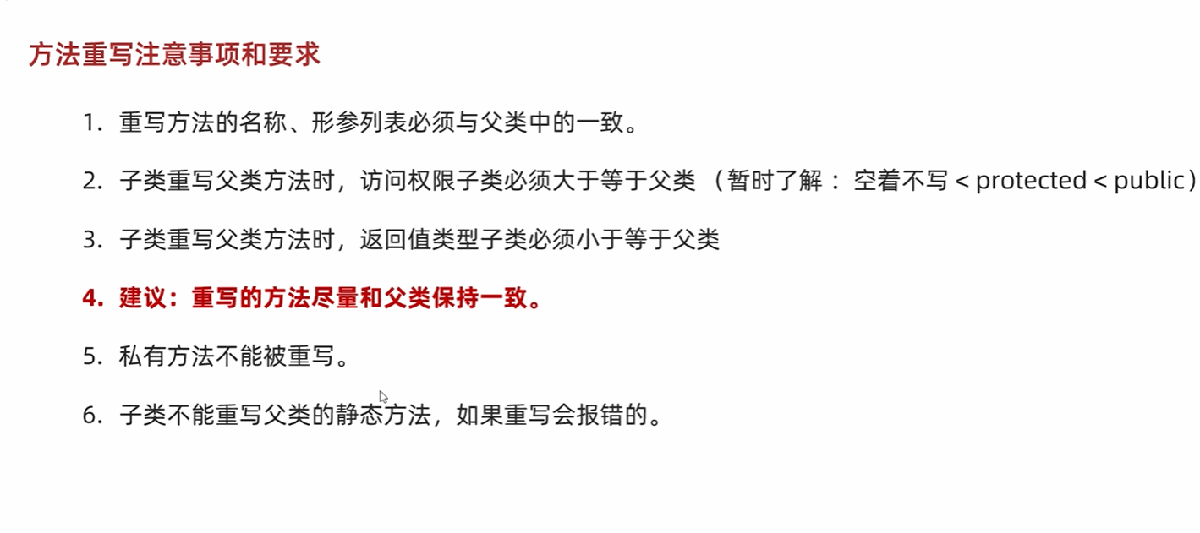 方法重写注意事项和要求
1. 重写方法的名称、形参列表必须与父类中的一致。
2. 子类重写父类方法时，访问权限子类必须大于等于父类 （暂时了解 ：空着不写 < protected < public）
3. 子类重写父类方法时，返回值类型子类必须小于等于父类
4. 建议：重写的方法尽量和父类保持一致。
5. 私有方法不能被重写。
6. 子类不能重写父类的静态方法，如果重写会报错的。